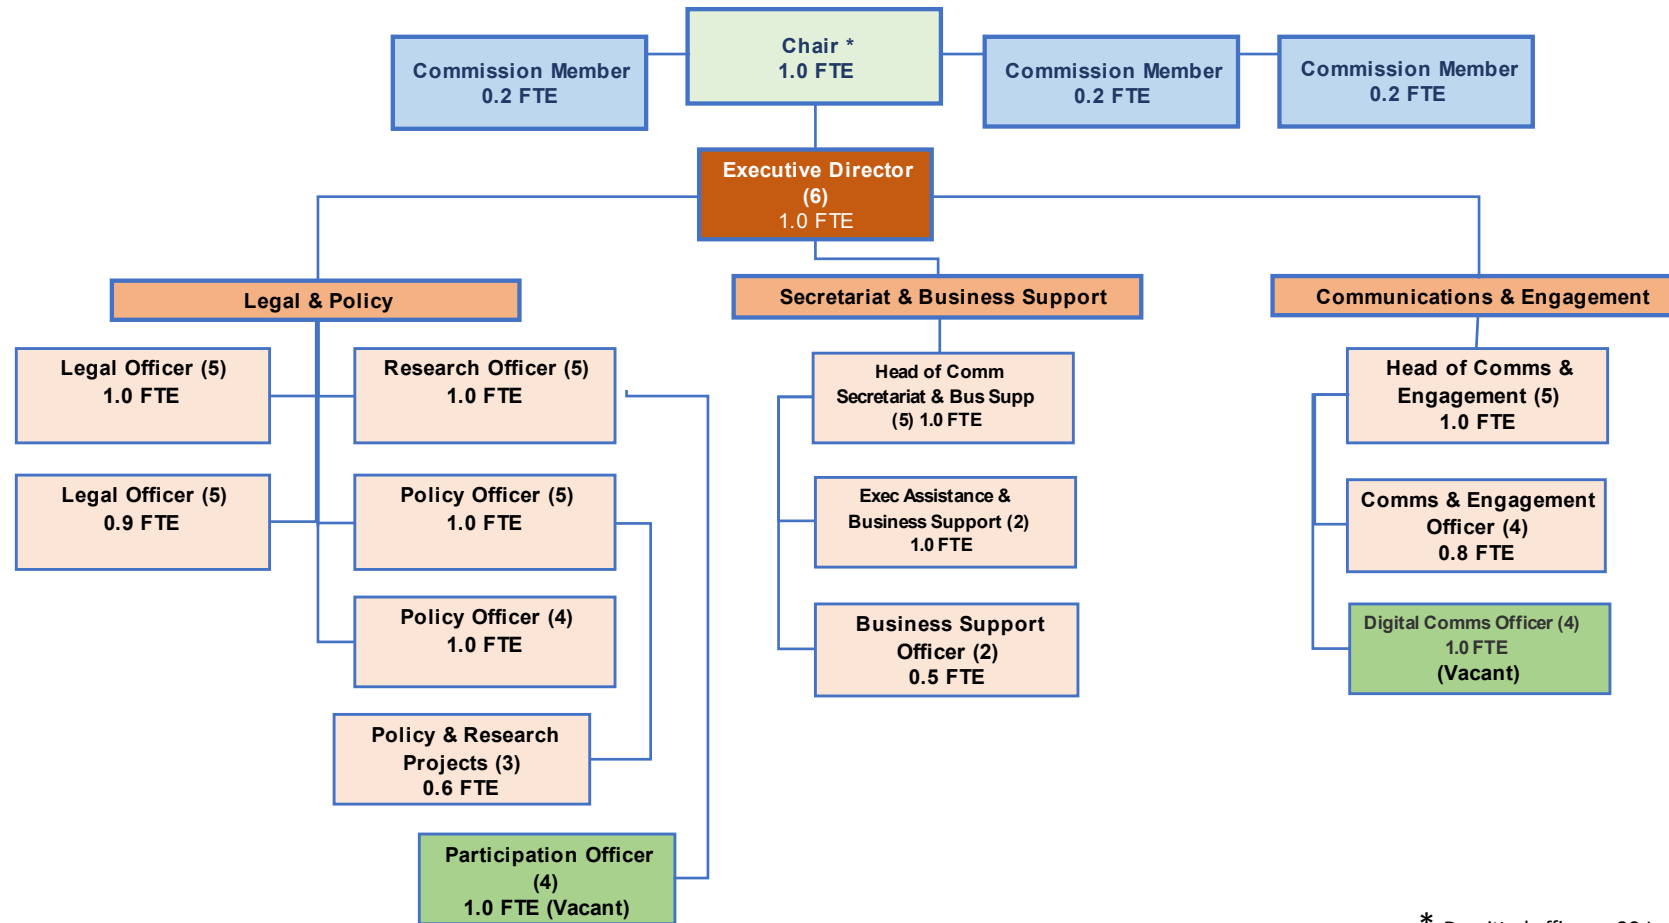 Chair *
1.0 FTE
Commission Member
0.2 FTE
Commission Member
0.2 FTE
Commission Member
0.2 FTE
Executive Director
(6)
1.0 FTE
Legal & Policy
Secretariat & Business Support
Communications & Engagement
Legal Officer (5)
1.0 FTE
Research Officer (5)
1.0 FTE
Legal Officer (5)
0.9 FTE
Policy Officer (5)
1.0 FTE
Policy Officer (4)
1.0 FTE
Policy & Research
Projects (3)
0.6 FTE
Participation Officer
(4)
1.0 FTE (Vacant)
Head of Comm
Secretariat & Bus Supp
(5) 1.0 FTE
Exec Assistance &
Business Support (2)
1.0 FTE
Business Support
Officer (2)
0.5 FTE
Head of Comms &
Engagement (5)
1.0 FTE
Comms & Engagement
Officer (4)
0.8 FTE
Digital Comms Officer (4)
1.0 FTE
(Vacant)
*